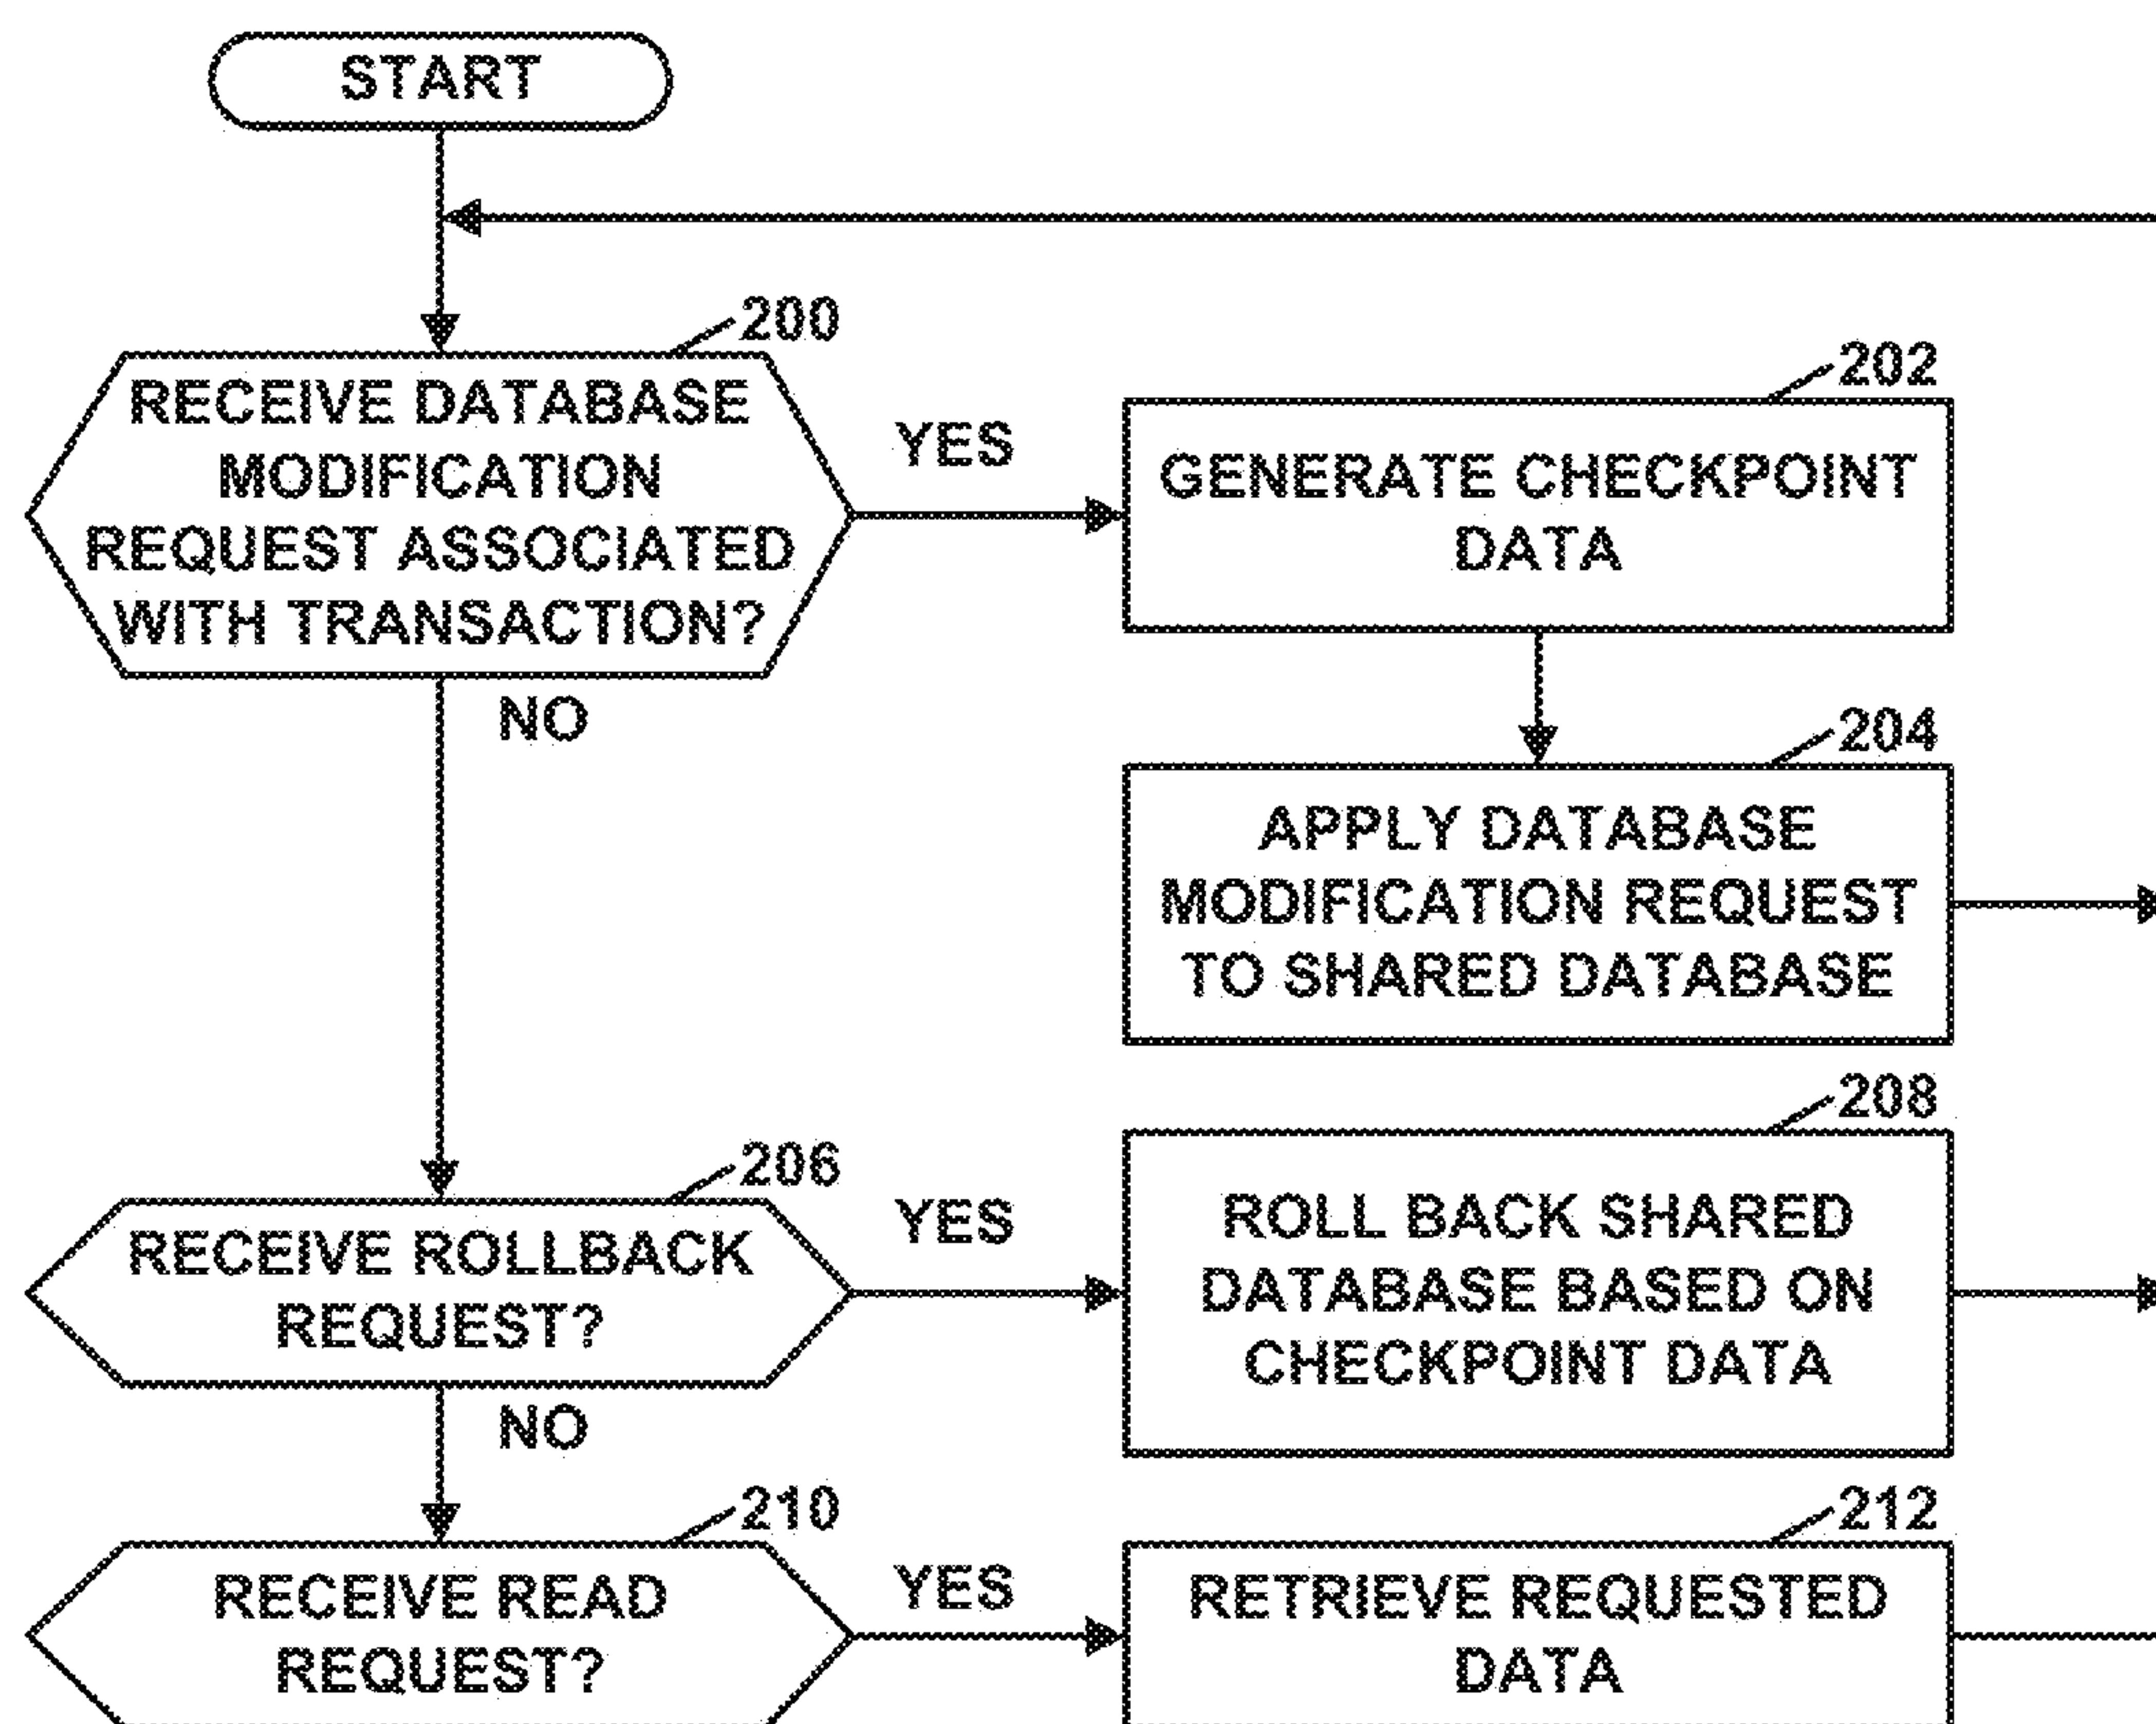 START
200
RECEIVE DATABASE
MODIFICATION
REQUEST ASSOCIATED
WITH TRANSACTION?
YES
202
GENERATE CHECKPOINT
DATA
NO
204
APPLY DATABASE
MODIFICATION REQUEST
TO SHARED DATABASE
206
RECEIVE ROLLBACK
REQUEST?
YES
208
ROLL BACK SHARED
DATABASE BASED ON
CHECKPOINT DATA
NO
210
RECEIVE READ
REQUEST?
YES
212
RETRIEVE REQUESTED
DATA